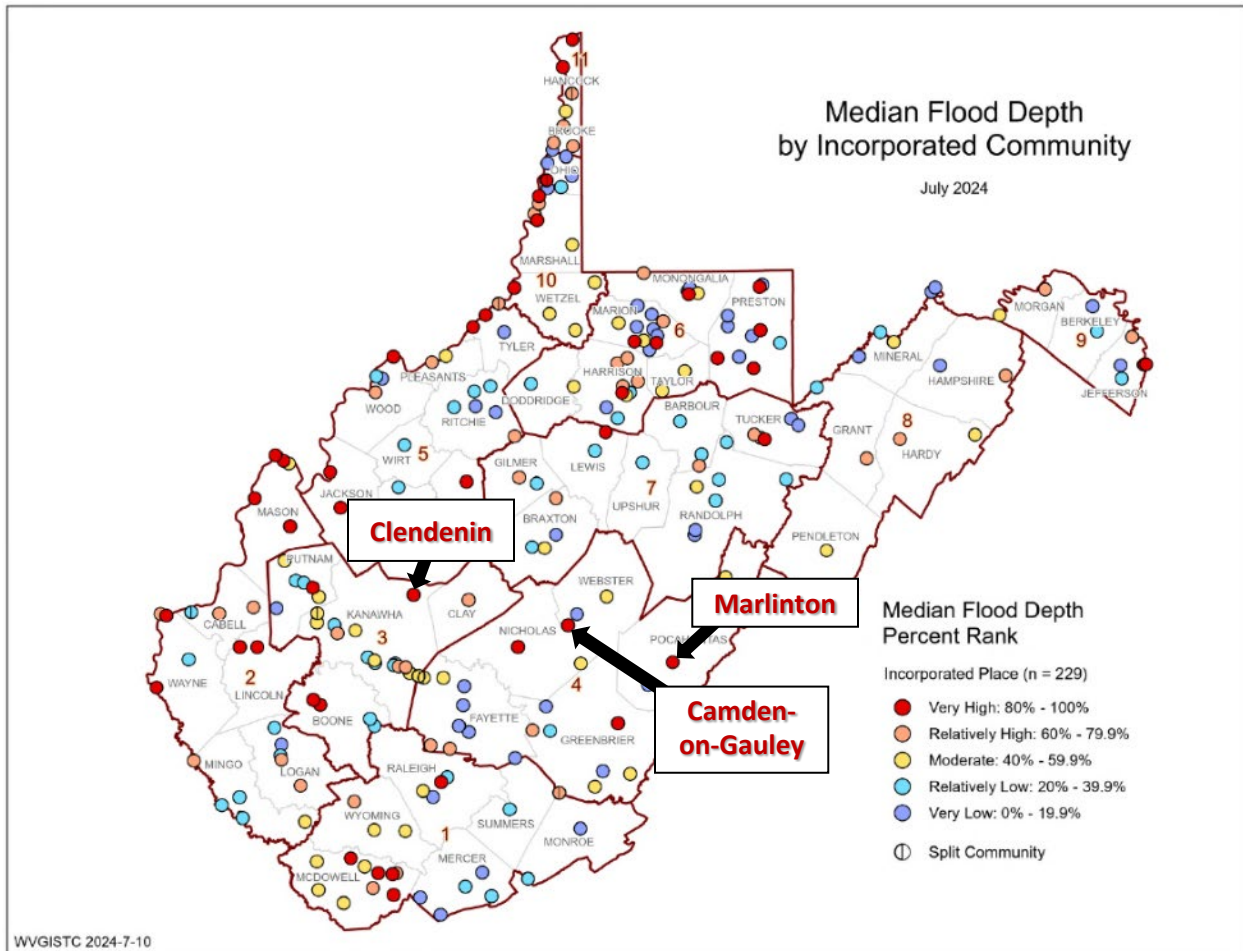 Median Flood Depth
by Incorporated Community
July 2024
11
HANCOCK
BROOKE
OHIO
MARSHALL
10
WETZEL
MONONGALIA
PRESTON
MARION
6
TYLER
MORGAN
BERKELEY
9
MINERAL
PLEASANTS
HARRISON
TAYLOR
HAMPSHIRE
JEFFERSON
WOOD
DODDRIDGE
RITCHIE
BARBOUR
TUCKER
GRANT
8
HARDY
WIRT
5
GILMER
LEWIS
7
UPSHUR
JACKSON
RANDOLPH
MASON
BRAXTON
Clendenin
PENDLETON
PUTNAM
WEBSTER
Marlinton
CABELL
KANAWHA
CLAY
3
NICHOLAS
POCAHONTAS
WAYNE
2
LINCOLN
4
BOONE
FAYETTE
Camden-
on-Gauley
GREENBRIER
MINGO
LOGAN
RALEIGH
WYOMING
1
SUMMERS
MONROE
MERCER
MCDOWELL
Median Flood Depth
Percent Rank
Incorporated Place (n = 229)
Very High: 80% - 100%
Relatively High: 60% - 79.9%
Moderate: 40% - 59.9%
Relatively Low: 20% - 39.9%
Very Low: 0% - 19.9%
Split Community
WVGISTC 2024-7-10